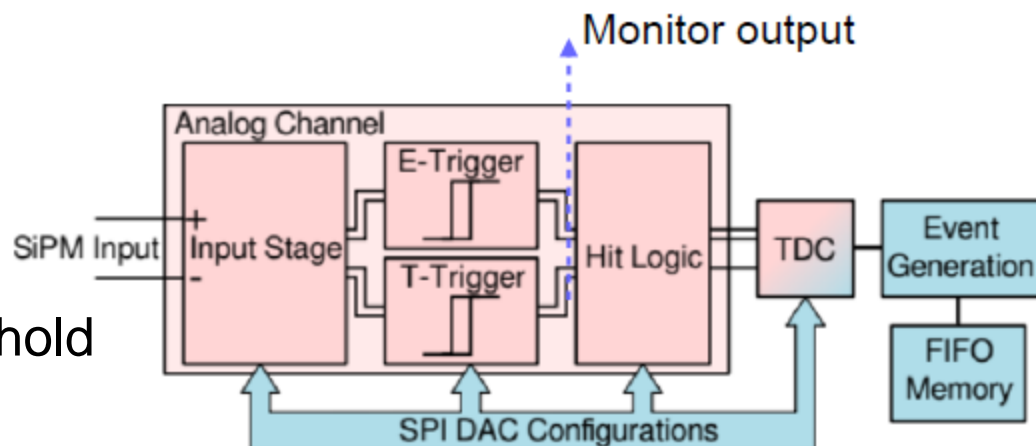 Monitor output
Analog Channel
E-Trigger
SiPM Input
+
-
Input Stage
T-Trigger
Hit Logic
TDC
Event
Generation
FIFO
Memory
hold
SPI DAC Configurations